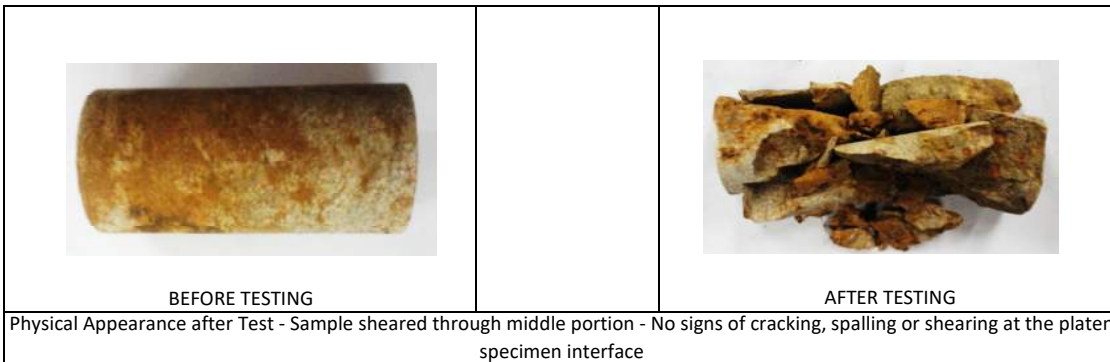 BEFORE TESTING
AFTER TESTING
Physical Appearance after Test - Sample sheared through middle portion - No signs of cracking, spalling or shearing at the platen
specimen interface